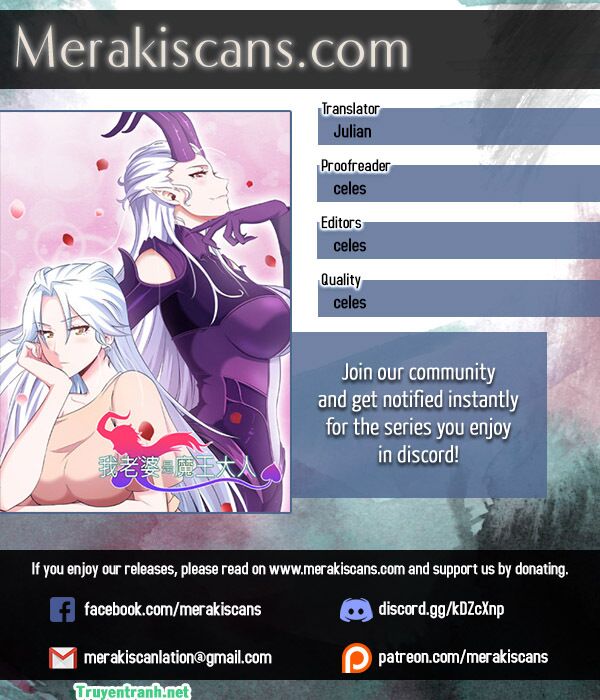 Merakiscans.com
Translator
Julian
Proofreader
celes
Editors
celes
Quality
celes
我老婆是魔王大人
Join our community
and get notified instantly
for the series you enjoy
in discord!
If you enjoy our releases, please read on www.merakiscans.com and support us by donating.
facebook.com/merakiscans
discord.gg/kDZcXnp
merakiscanlation@gmail.com
patreon.com/merakiscans
Truyentranh.net